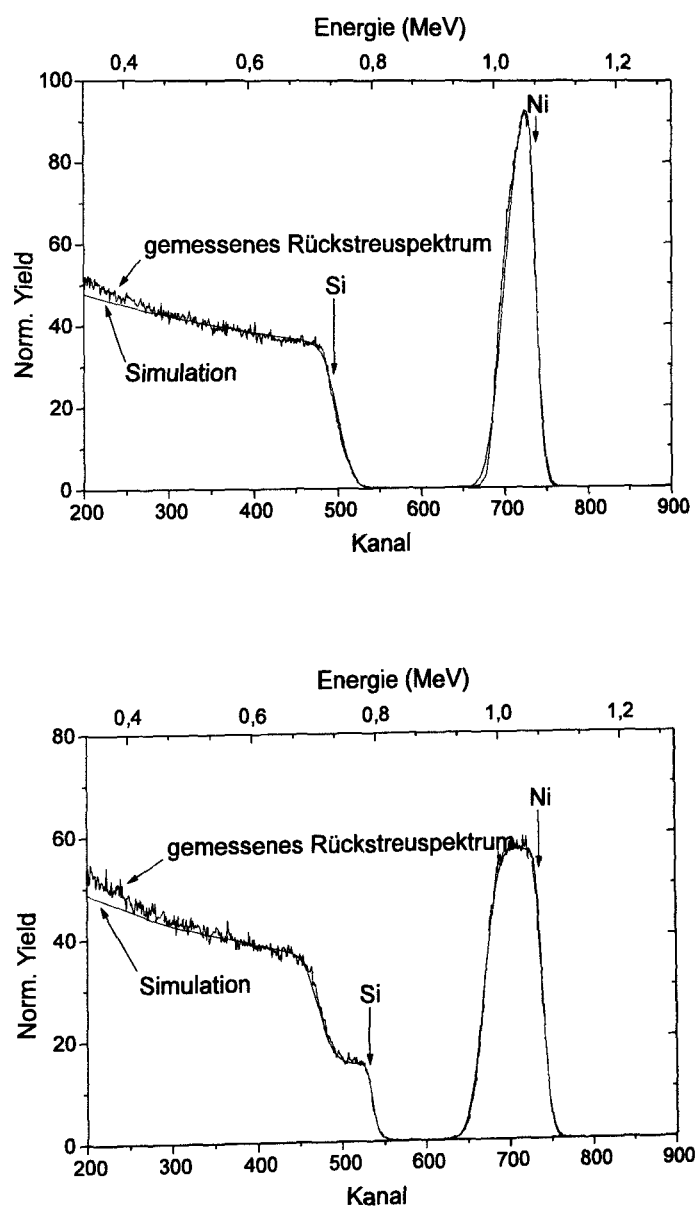 Energie (MeV)
0,4 0,6 0,8 1,0 1,2
100
80
60
40
20
0
Norm. Yield
Ni
gemessenes Rückstreuspektrum
Si
Simulation
200 300 400 500 600 700 800 900
Kanal
Energie (MeV)
0,4 0,6 0,8 1,0 1,2
80
60
40
20
0
Norm. Yield
Ni
gemessenes Rückstreuspektrum
Simulation
Si
200 300 400 500 600 700 800 900
Kanal